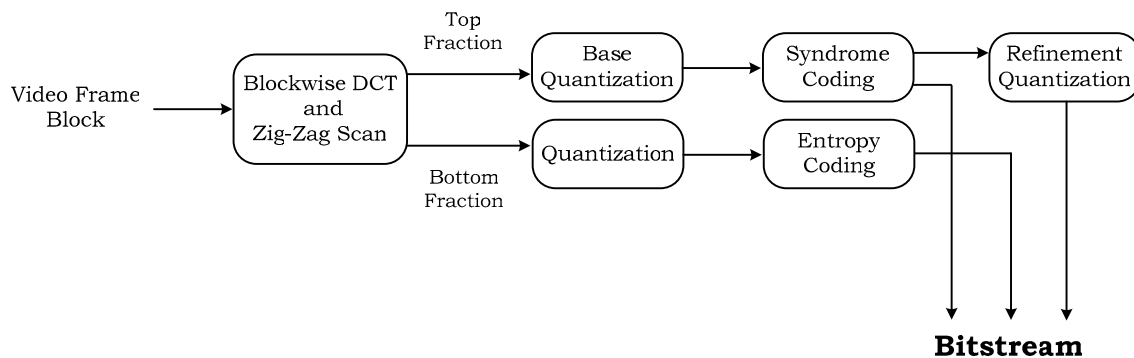 Top
Fraction
Base
Quantization
Syndrome
Coding
Refinement
Quantization
Video Frame
Block
Blockwise DCT
and
Zig-Zag Scan
Quantization
Entropy
Coding
Bottom
Fraction
Bitstream